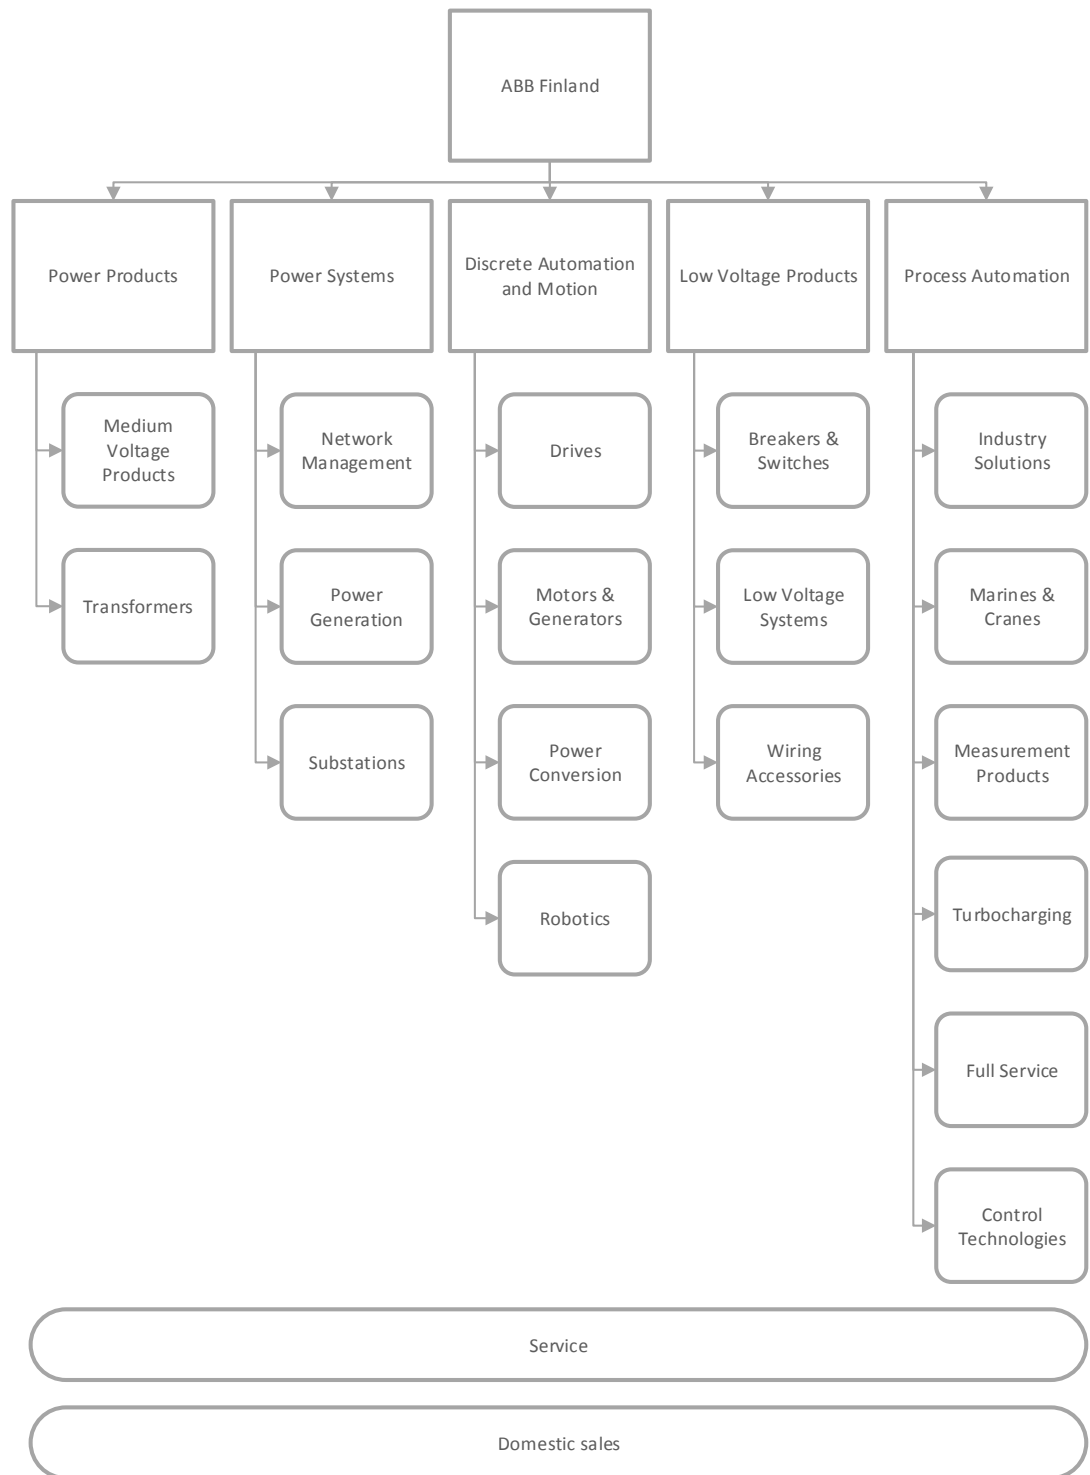 ABB Finland
Power Products
Power Systems
Discrete Automation
and Motion
Low Voltage Products
Process Automation
Medium
Voltage
Products
Transformers
Network
Management
Power
Generation
Substations
Drives
Motors &
Generators
Power
Conversion
Robotics
Breakers &
Switches
Low Voltage
Systems
Wiring
Accessories
Industry
Solutions
Marines &
Cranes
Measurement
Products
Turbocharging
Full Service
Control
Technologies
Service
Domestic sales